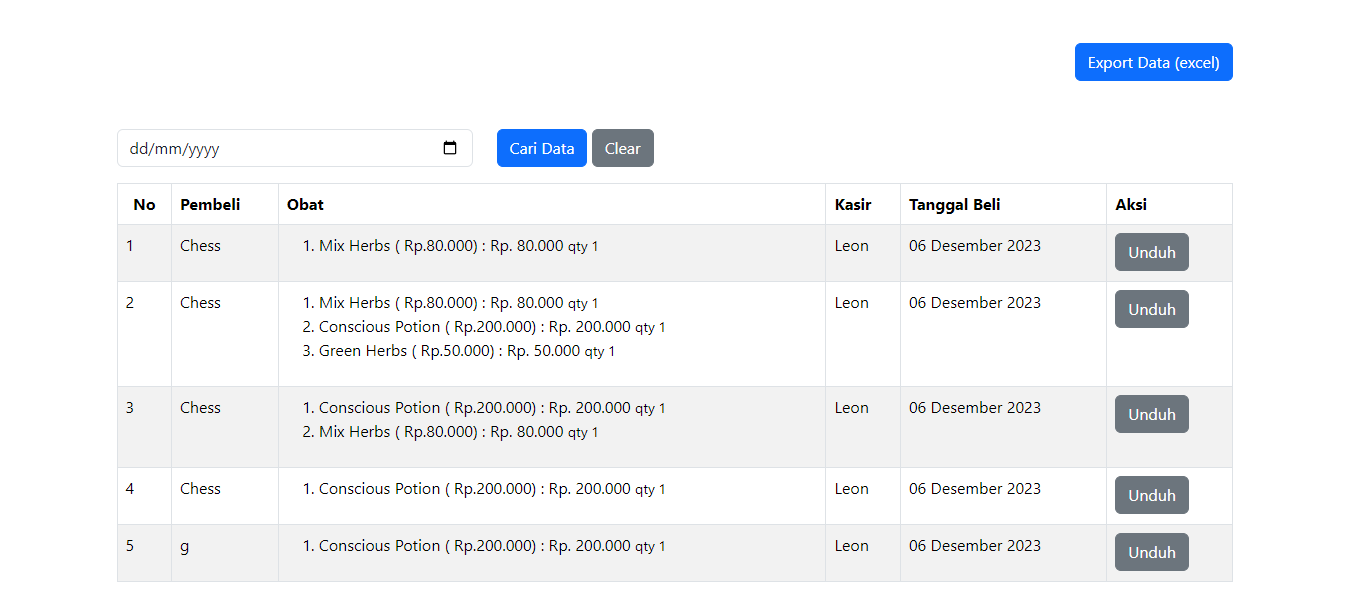 Export Data (excel)
dd/mm/yyyy Cari Data Clear
No Pembeli Obat Kasir Tanggal Beli Aksi
1 Chess 1. Mix Herbs ( Rp.80.000) : Rp. 80.000 qty 1 Leon 06 Desember 2023 Unduh
2 Chess 1. Mix Herbs ( Rp.80.000) : Rp. 80.000 qty 1 Leon 06 Desember 2023 Unduh
2. Conscious Potion ( Rp.200.000) : Rp. 200.000 qty 1
3. Green Herbs ( Rp.50.000) : Rp. 50.000 qty 1
3 Chess 1. Conscious Potion ( Rp.200.000) : Rp. 200.000 qty 1 Leon 06 Desember 2023 Unduh
2. Mix Herbs ( Rp.80.000) : Rp. 80.000 qty 1
4 Chess 1. Conscious Potion ( Rp.200.000) : Rp. 200.000 qty 1 Leon 06 Desember 2023 Unduh
5 g 1. Conscious Potion ( Rp.200.000) : Rp. 200.000 qty 1 Leon 06 Desember 2023 Unduh